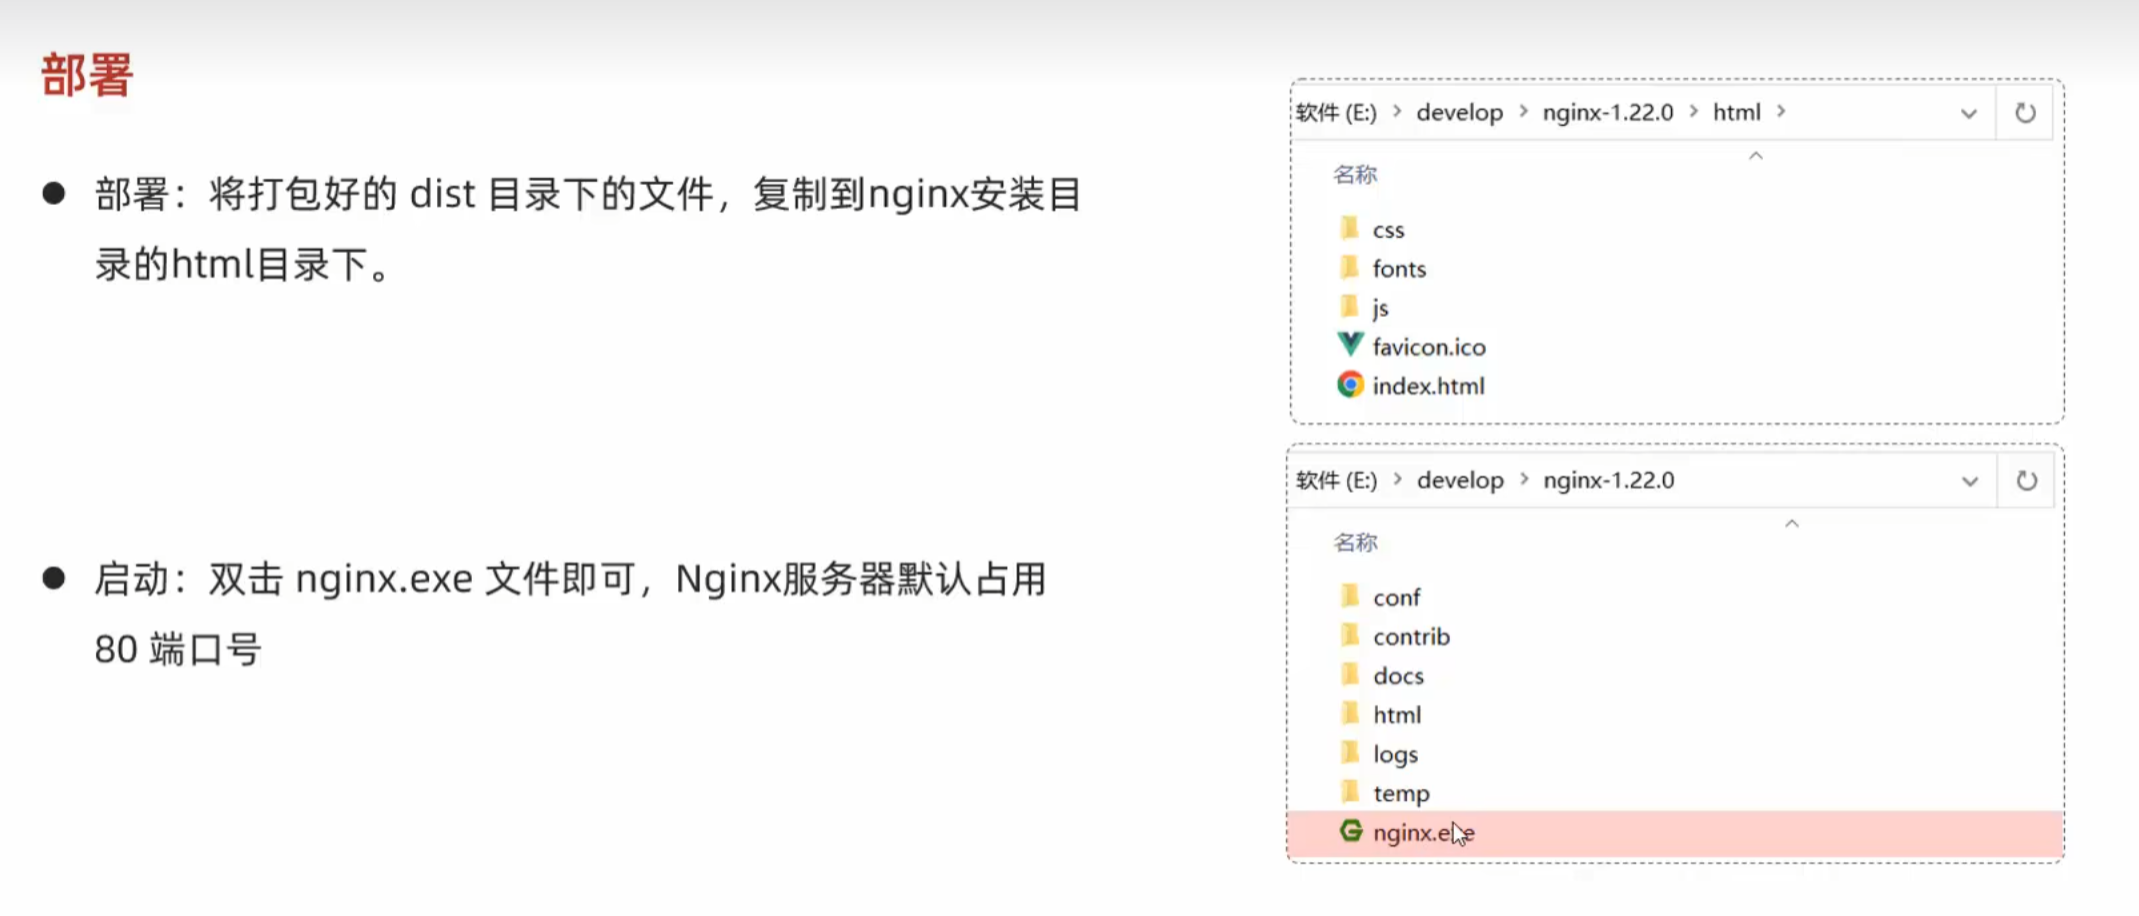 部署
部署：将打包好的 dist 目录下的文件，复制到nginx安装目
录的html目录下。
启动：双击 nginx.exe 文件即可，Nginx服务器默认占用
80 端口号
软件 (E:) > develop > nginx-1.22.0 > html >
名称
css
fonts
js
favicon.ico
index.html
软件 (E:) > develop > nginx-1.22.0
名称
conf
contrib
docs
html
logs
temp
nginx.exe